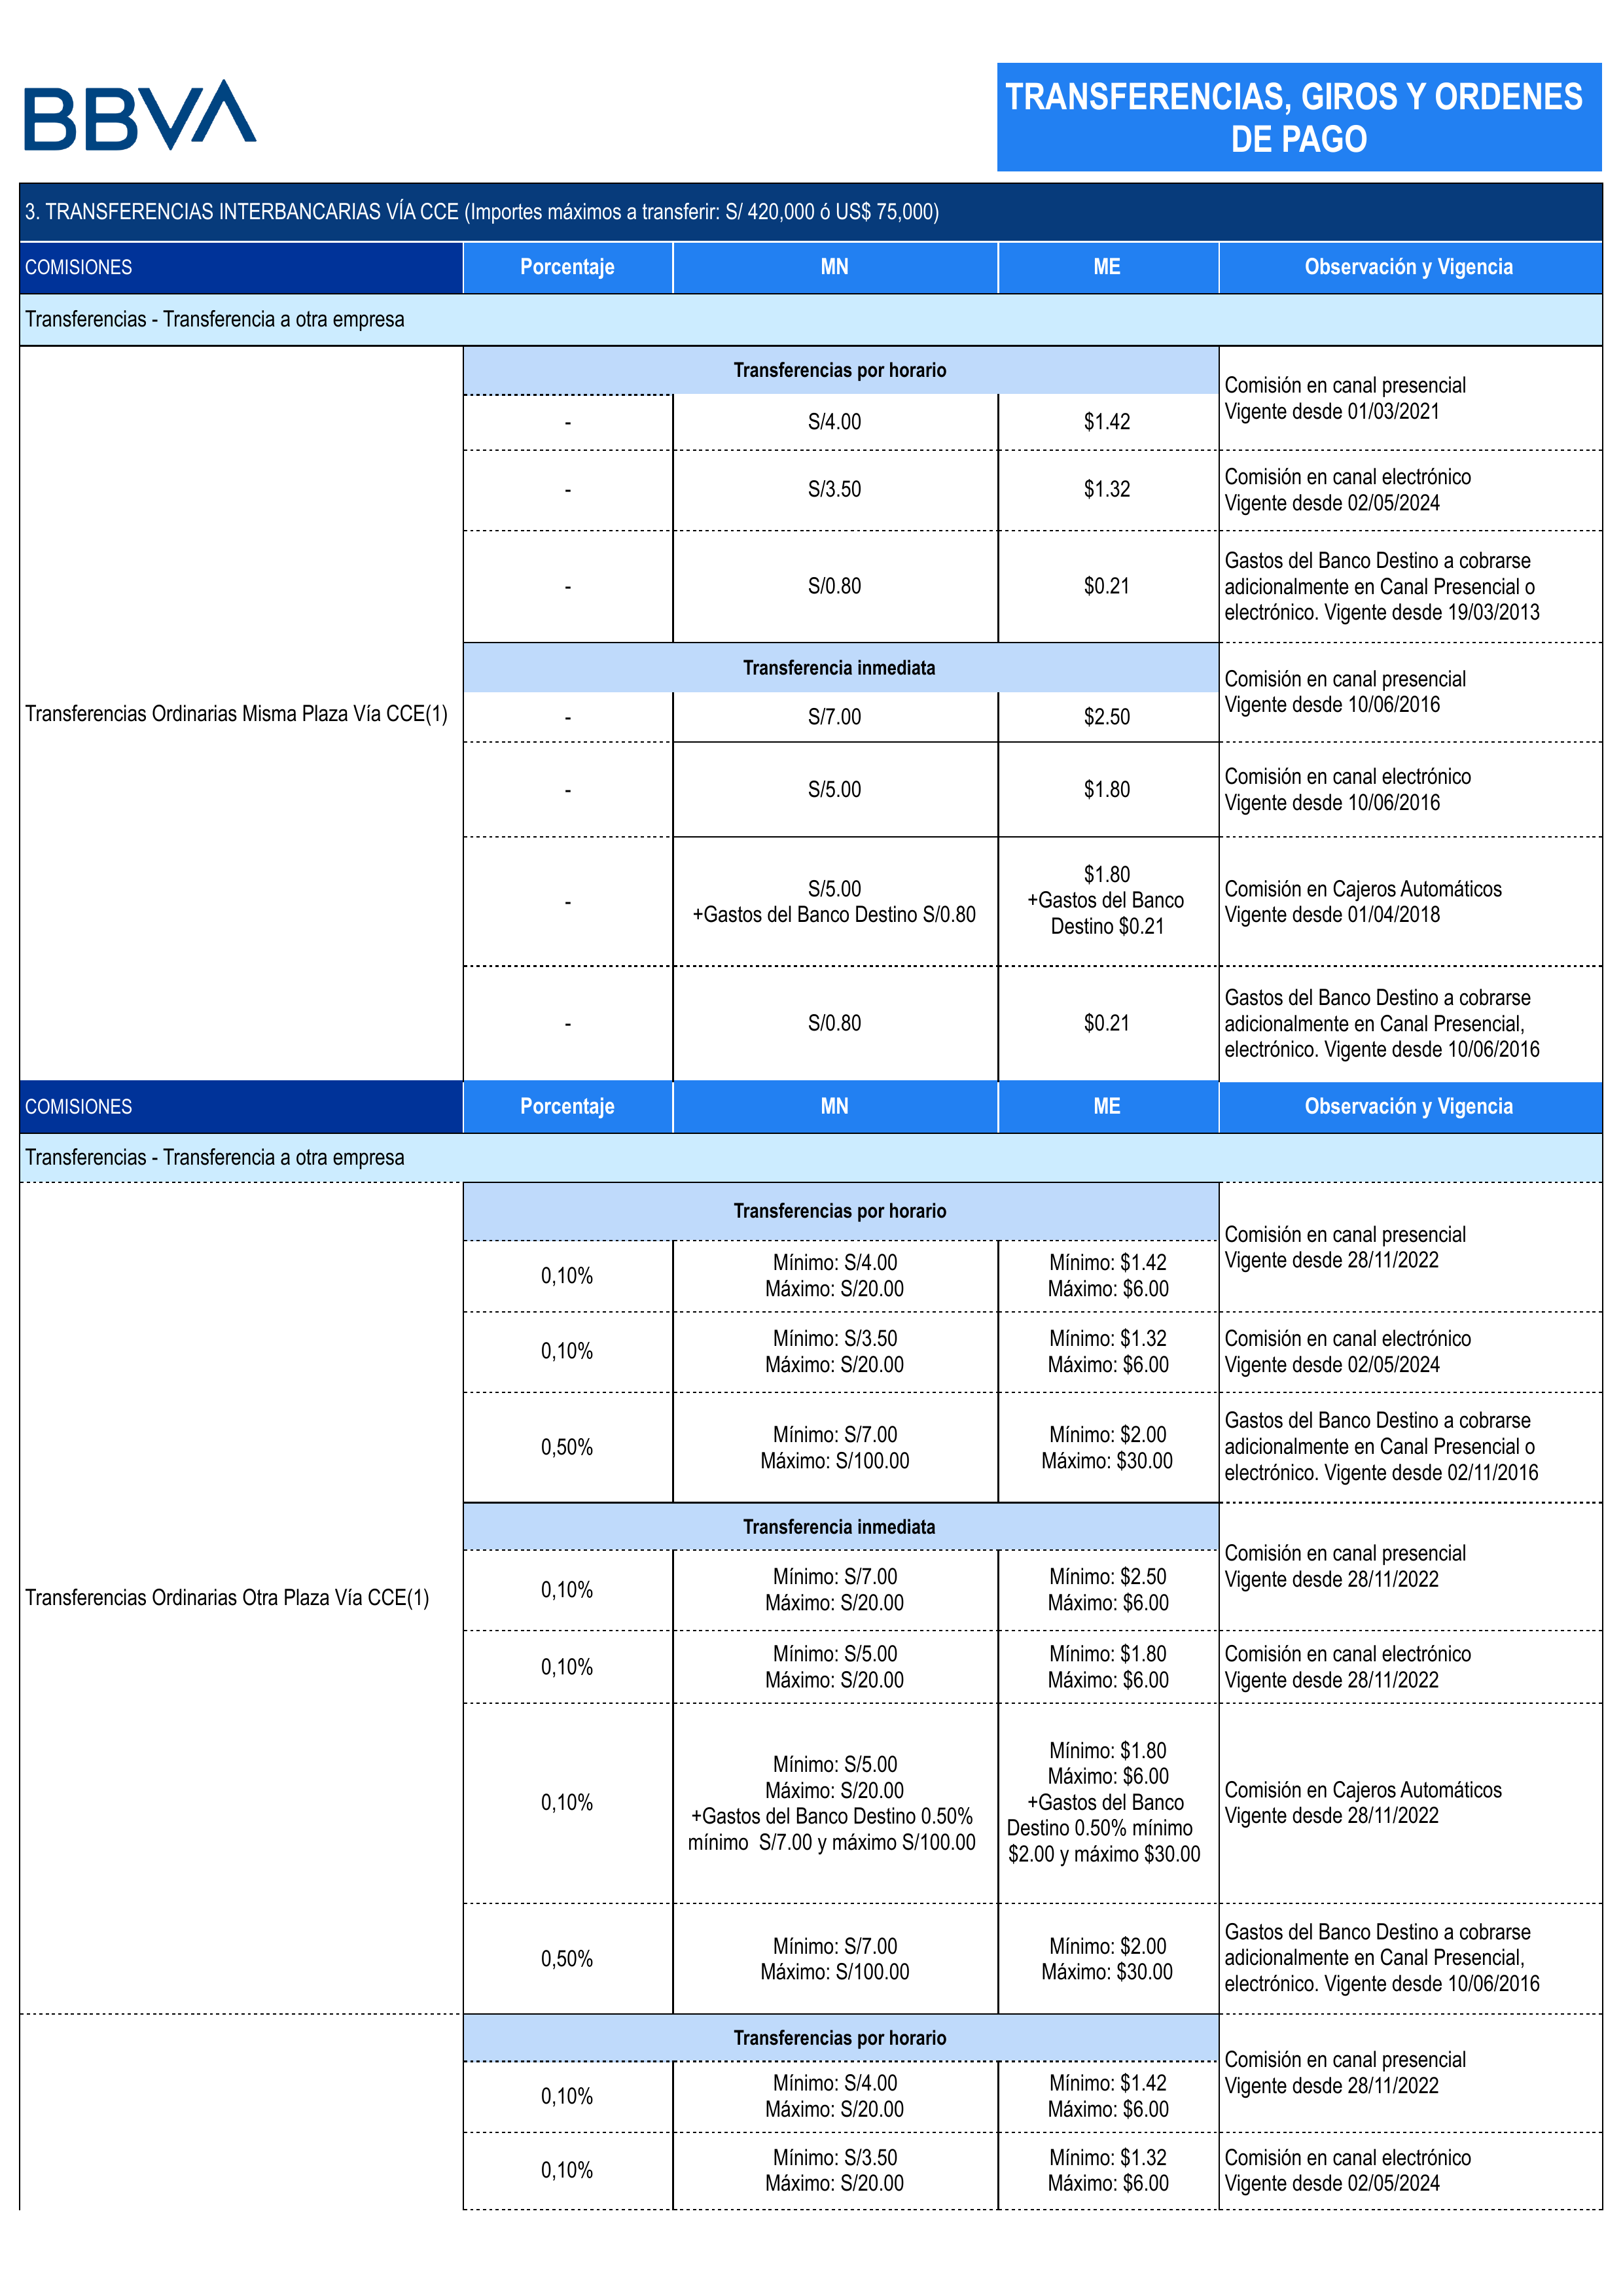 BBVA
TRANSFERENCIAS, GIROS Y ORDENES
DE PAGO
3. TRANSFERENCIAS INTERBANCARIAS VÍA CCE (Importes máximos a transferir: S/ 420,000 ó US$ 75,000)
COMISIONES Porcentaje MN ME Observación y Vigencia
Transferencias - Transferencia a otra empresa
Transferencias Ordinarias Misma Plaza Vía CCE(1)
Transferencias por horario
- S/4.00 $1.42
Comisión en canal presencial
Vigente desde 01/03/2021
- S/3.50 $1.32
Comisión en canal electrónico
Vigente desde 02/05/2024
- S/0.80 $0.21
Gastos del Banco Destino a cobrarse
adicionalmente en Canal Presencial o
electrónico. Vigente desde 19/03/2013
Transferencia inmediata
- S/7.00 $2.50
Comisión en canal presencial
Vigente desde 10/06/2016
- S/5.00 $1.80
Comisión en canal electrónico
Vigente desde 10/06/2016
-
S/5.00
+Gastos del Banco Destino S/0.80
$1.80
+Gastos del Banco
Destino $0.21
Comisión en Cajeros Automáticos
Vigente desde 01/04/2018
- S/0.80 $0.21
Gastos del Banco Destino a cobrarse
adicionalmente en Canal Presencial,
electrónico. Vigente desde 10/06/2016
COMISIONES Porcentaje MN ME Observación y Vigencia
Transferencias - Transferencia a otra empresa
Transferencias Ordinarias Otra Plaza Vía CCE(1)
Transferencias por horario
0,10%
Mínimo: S/4.00
Máximo: S/20.00
Mínimo: $1.42
Máximo: $6.00
Comisión en canal presencial
Vigente desde 28/11/2022
0,10%
Mínimo: S/3.50
Máximo: S/20.00
Mínimo: $1.32
Máximo: $6.00
Comisión en canal electrónico
Vigente desde 02/05/2024
0,50%
Mínimo: S/7.00
Máximo: S/100.00
Mínimo: $2.00
Máximo: $30.00
Gastos del Banco Destino a cobrarse
adicionalmente en Canal Presencial o
electrónico. Vigente desde 02/11/2016
Transferencia inmediata
0,10%
Mínimo: S/7.00
Máximo: S/20.00
Mínimo: $2.50
Máximo: $6.00
Comisión en canal presencial
Vigente desde 28/11/2022
0,10%
Mínimo: S/5.00
Máximo: S/20.00
Mínimo: $1.80
Máximo: $6.00
Comisión en canal electrónico
Vigente desde 28/11/2022
0,10%
Mínimo: S/5.00
Máximo: S/20.00
+Gastos del Banco Destino 0.50%
mínimo S/7.00 y máximo S/100.00
Mínimo: $1.80
Máximo: $6.00
+Gastos del Banco
Destino 0.50% mínimo
$2.00 y máximo $30.00
Comisión en Cajeros Automáticos
Vigente desde 28/11/2022
0,50%
Mínimo: S/7.00
Máximo: S/100.00
Mínimo: $2.00
Máximo: $30.00
Gastos del Banco Destino a cobrarse
adicionalmente en Canal Presencial,
electrónico. Vigente desde 10/06/2016
Transferencias por horario
0,10%
Mínimo: S/4.00
Máximo: S/20.00
Mínimo: $1.42
Máximo: $6.00
Comisión en canal presencial
Vigente desde 28/11/2022
0,10%
Mínimo: S/3.50
Máximo: S/20.00
Mínimo: $1.32
Máximo: $6.00
Comisión en canal electrónico
Vigente desde 02/05/2024